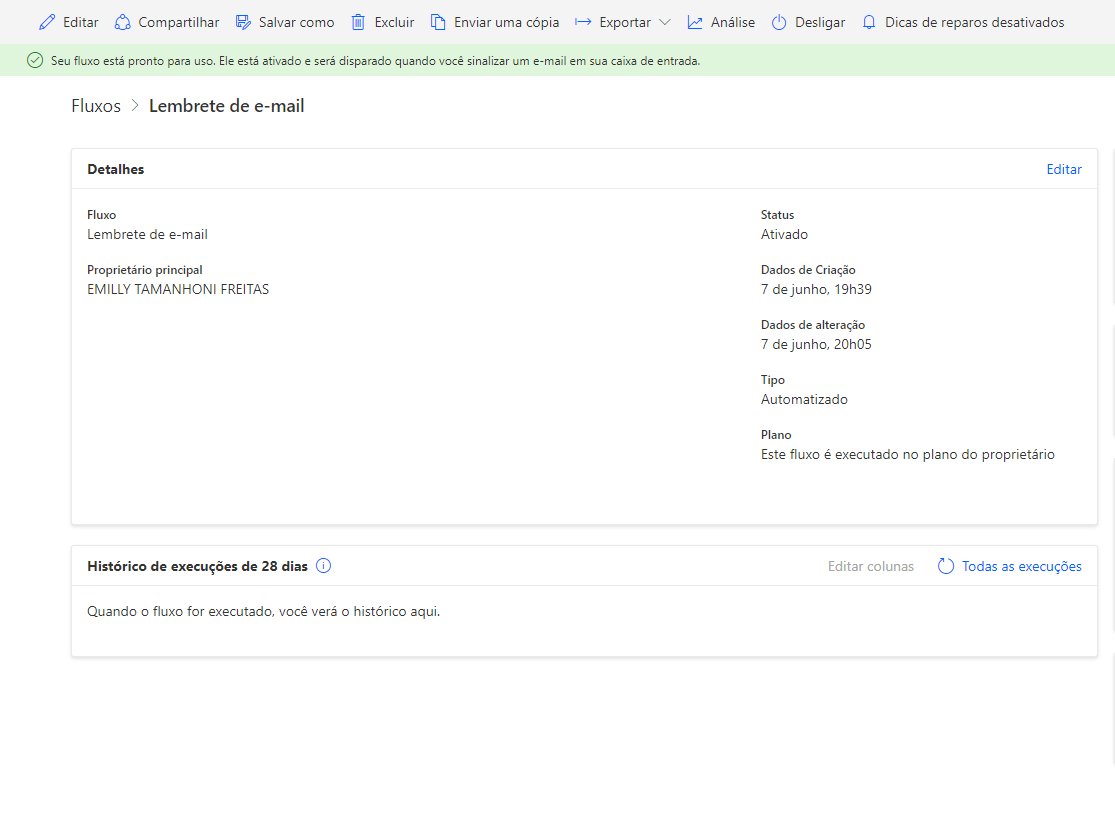 Editar Compartilhar Salvar como Excluir Enviar uma cópia Exportar Análise Desligar Dicas de reparos desativados
Seu fluxo está pronto para uso. Ele está ativado e será disparado quando você sinalizar um e-mail em sua caixa de entrada.
Fluxos > Lembrete de e-mail
Detalhes Editar
Fluxo
Lembrete de e-mail
Proprietário principal
EMILLY TAMANHONI FREITAS
Status
Ativado
Dados de Criação
7 de junho, 19h39
Dados de alteração
7 de junho, 20h05
Tipo
Automatizado
Plano
Este fluxo é executado no plano do proprietário
Histórico de execuções de 28 dias Editar colunas Todas as execuções
Quando o fluxo for executado, você verá o histórico aqui.